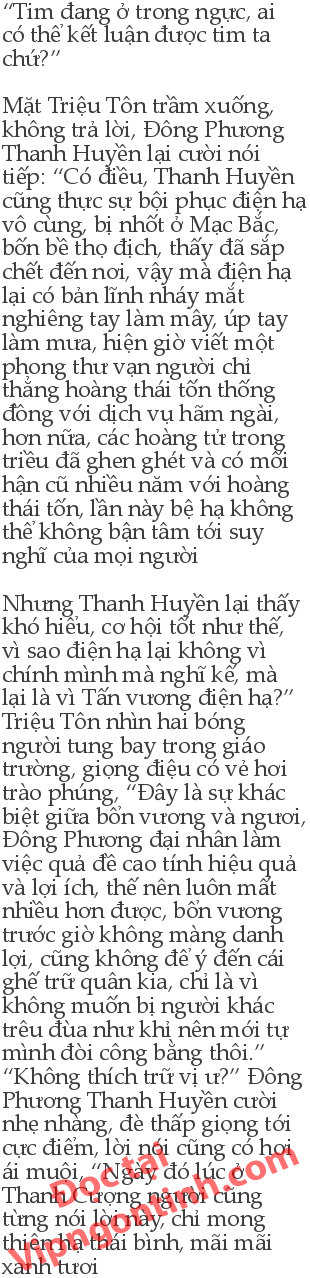 “Tim đang ở trong ngực, ai
có thể kết luận được tim ta
chứ?”
Mặt Triệu Tôn trầm xuống,
không trả lời, Đông Phương
Thanh Huyền lại cười nói
tiếp: “Có điều, Thanh Huyền
cũng thực sự bội phục điện hạ
vô cùng, bị nhốt ở Mạc Bắc,
bốn bề thọ địch, thấy đã sắp
chết đến nơi, vậy mà điện hạ
lại có bản lĩnh nháy mắt
nghiêng tay làm mây, úp tay
làm mưa, hiện giờ viết một
phong thư vạn người chỉ
thẳng hoàng thái tốn thống
đồng với dịch vụ hãm ngài,
hơn nữa, các hoàng tử trong
triều đã ghen ghét và có mối
hận cũ nhiều năm với hoàng
thái tốn, lần này bệ hạ không
thể không bận tâm tới suy
nghĩ của mọi người
Nhưng Thanh Huyền lại thấy
khó hiểu, cơ hội tốt như thế,
vì sao điện hạ lại không vì
chính mình mà nghĩ kế, mà
lại là vì Tấn vương điện hạ?”
Triệu Tôn nhìn hai bóng
người tung bay trong giáo
trường, giọng điệu có vẻ hơi
trào phúng, “Đây là sự khác
biệt giữa bổn vương và ngươi,
Đông Phương đại nhân làm
việc quả đề cao tính hiệu quả
và lợi ích, thế nên luôn mất
nhiều hơn được, bổn vương
trước giờ không màng danh
lợi, cũng không để ý đến cái
ghế trữ quân kia, chỉ là vì
không muốn bị người khác
trêu đùa như khỉ nên mới tự
mình đòi công bằng thôi.”
“Không thích trữ vị ư?” Đông
Phương Thanh Huyền cười
nhẹ nhàng, đè thấp giọng tới
cực điểm, lời nói cũng có hơi
ái muội, “Ngày đó lúc ở
Thanh Cương người cũng
từng nói lời này, chỉ mong
thiên hạ thái bình, mãi mãi
xanh tươi
Doc tai
Vipngontinh.com